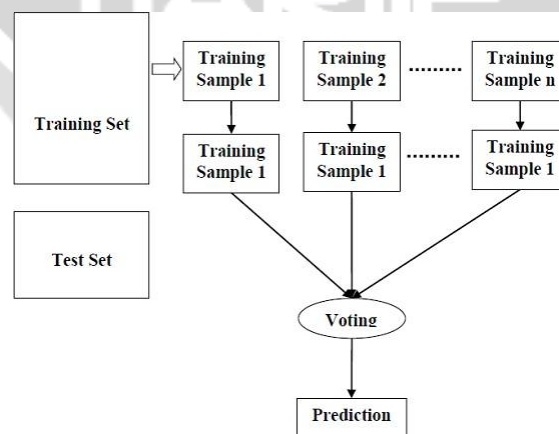 Training Set
Training
Sample 1
Training
Sample 2
.........
Training
Sample n
Training
Sample 1
Training
Sample 1
.........
Training
Sample 1
Test Set
Voting
Prediction